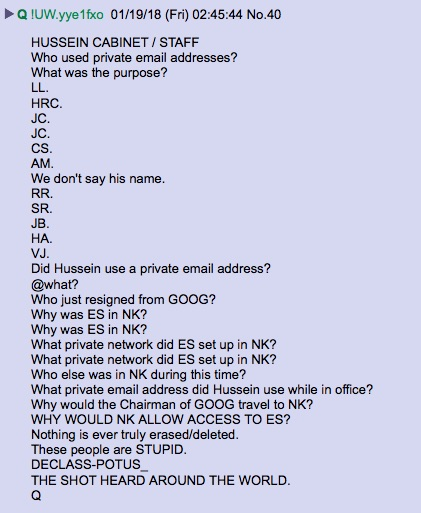 Q !UW.yye1fxo 01/19/18 (Fri) 02:45:44 No.40
HUSSEIN CABINET / STAFF
Who used private email addresses?
What was the purpose?
LL.
HRC.
JC.
JC.
CS.
AM.
We don't say his name.
RR.
SR.
JB.
HA.
VJ.
Did Hussein use a private email address?
@what?
Who just resigned from GOOG?
Why was ES in NK?
Why was ES in NK?
What private network did ES set up in NK?
What private network did ES set up in NK?
Who else was in NK during this time?
What private email address did Hussein use while in office?
Why would the Chairman of GOOG travel to NK?
WHY WOULD NK ALLOW ACCESS TO ES?
Nothing is ever truly erased/deleted.
These people are STUPID.
DECLASS-POTUS_
THE SHOT HEARD AROUND THE WORLD.
Q